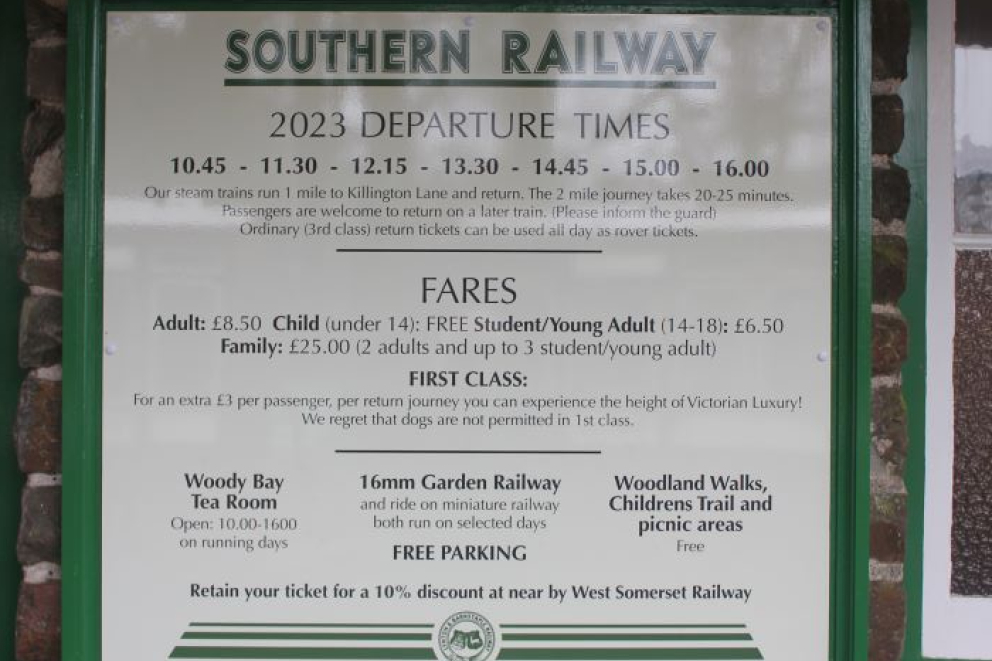 SOUTHERN RAILWAY
2023 DEPARTURE TIMES
10.45 - 11.30 - 12.15 - 13.30 - 14.45 - 15.00 - 16.00
Our steam trains run 1 mile to Killington Lane and return. The 2 mile journey takes 20-25 minutes.
Passengers are welcome to return on a later train. (Please inform the guard)
Ordinary (3rd class) return tickets can be used all day as rover tickets.
FARES
Adult: £8.50 Child (under 14): FREE Student/Young Adult (14-18): £6.50
Family: £25.00 (2 adults and up to 3 student/young adult)
FIRST CLASS:
For an extra £3 per passenger, per return journey you can experience the height of Victorian Luxury!
We regret that dogs are not permitted in 1st class.
Woody Bay
Tea Room
Open: 10.00-1600
on running days
16mm Garden Railway
and ride on miniature railway
both run on selected days
FREE PARKING
Woodland Walks,
Childrens Trail and
picnic areas
Free
Retain your ticket for a 10% discount at near by West Somerset Railway